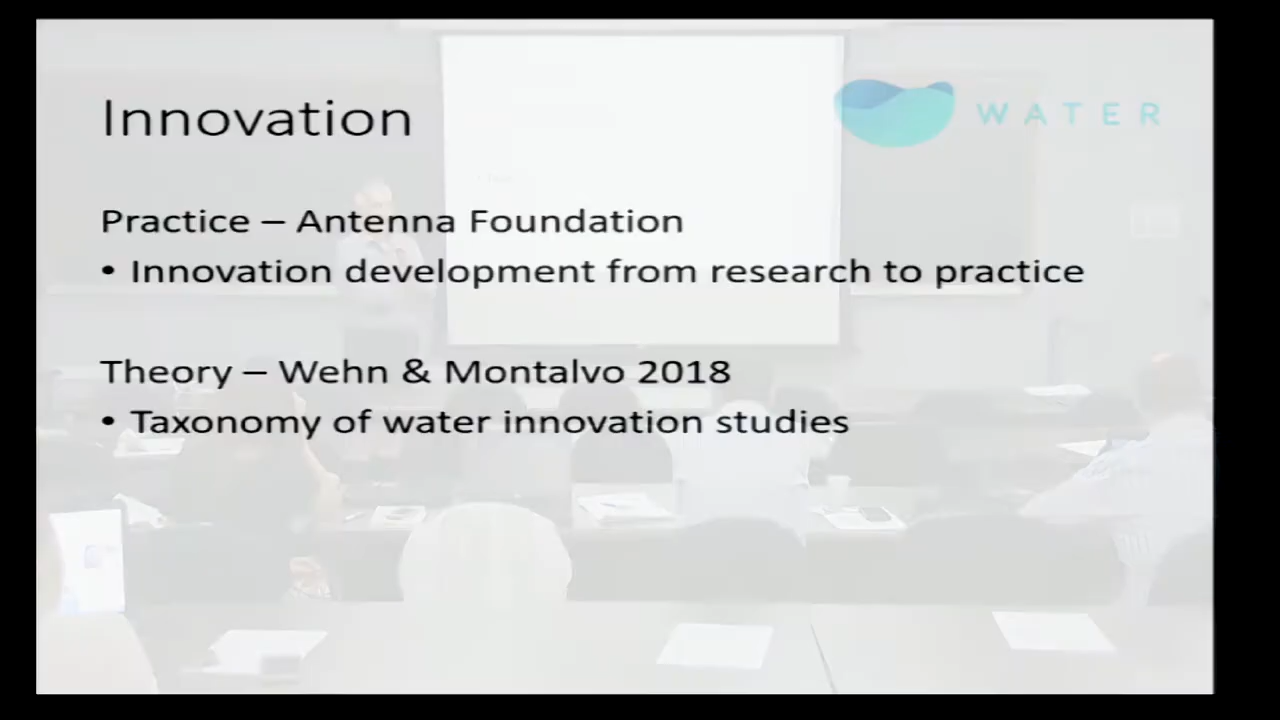 Innovation
WATER
Practice – Antenna Foundation
• Innovation development from research to practice
Theory – Wehn & Montalvo 2018
• Taxonomy of water innovation studies